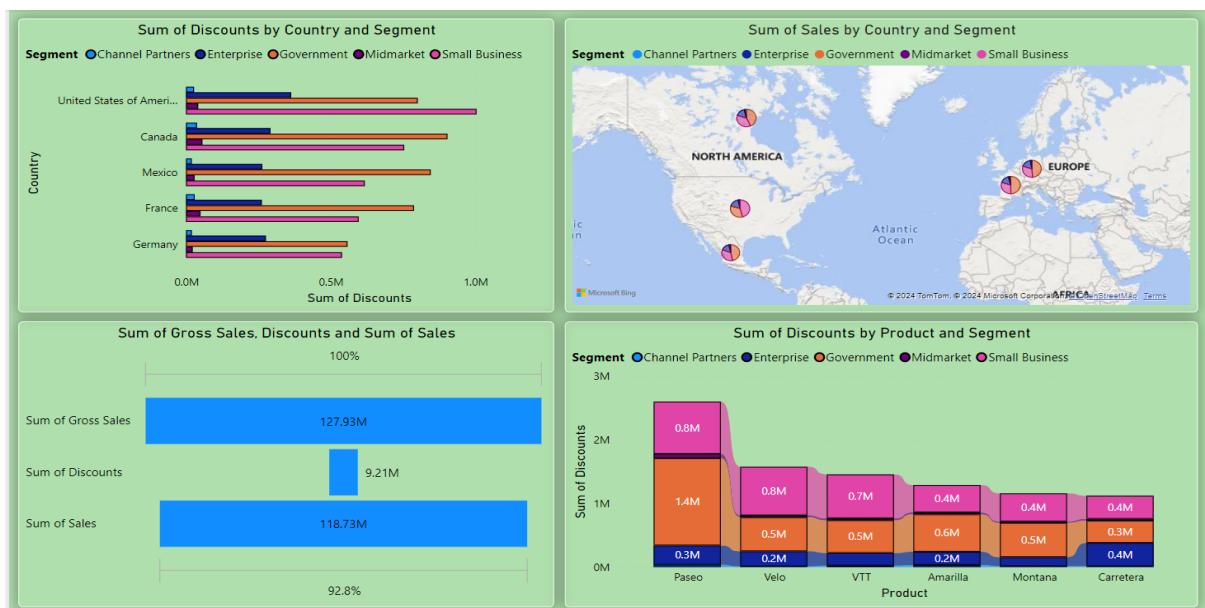 Sum of Discounts by Country and Segment
Segment Channel Partners Enterprise Government Midmarket Small Business
Country
United States of Ameri...
Canada
Mexico
France
Germany
0.0M 0.5M 1.0M
Sum of Discounts
Sum of Sales by Country and Segment
Segment Channel Partners Enterprise Government Midmarket Small Business
NORTH AMERICA
EUROPE
Atlantic
Ocean
AFRICA
Microsoft Bing
© 2024 TomTom, © 2024 Microsoft Corporation, © OpenStreetMap Terms
Sum of Gross Sales, Discounts and Sum of Sales
100%
Sum of Gross Sales 127.93M
Sum of Discounts 9.21M
Sum of Sales 118.73M
92.8%
Sum of Discounts by Product and Segment
Segment Channel Partners Enterprise Government Midmarket Small Business
Sum of Discounts
3M
2M
1M
0M
0.8M
1.4M
0.3M
0.8M
0.5M
0.2M
0.7M
0.5M
0.4M
0.6M
0.2M
0.4M
0.5M
0.4M
0.3M
0.4M
Paseo Velo VTT Amarilla Montana Carretera
Product